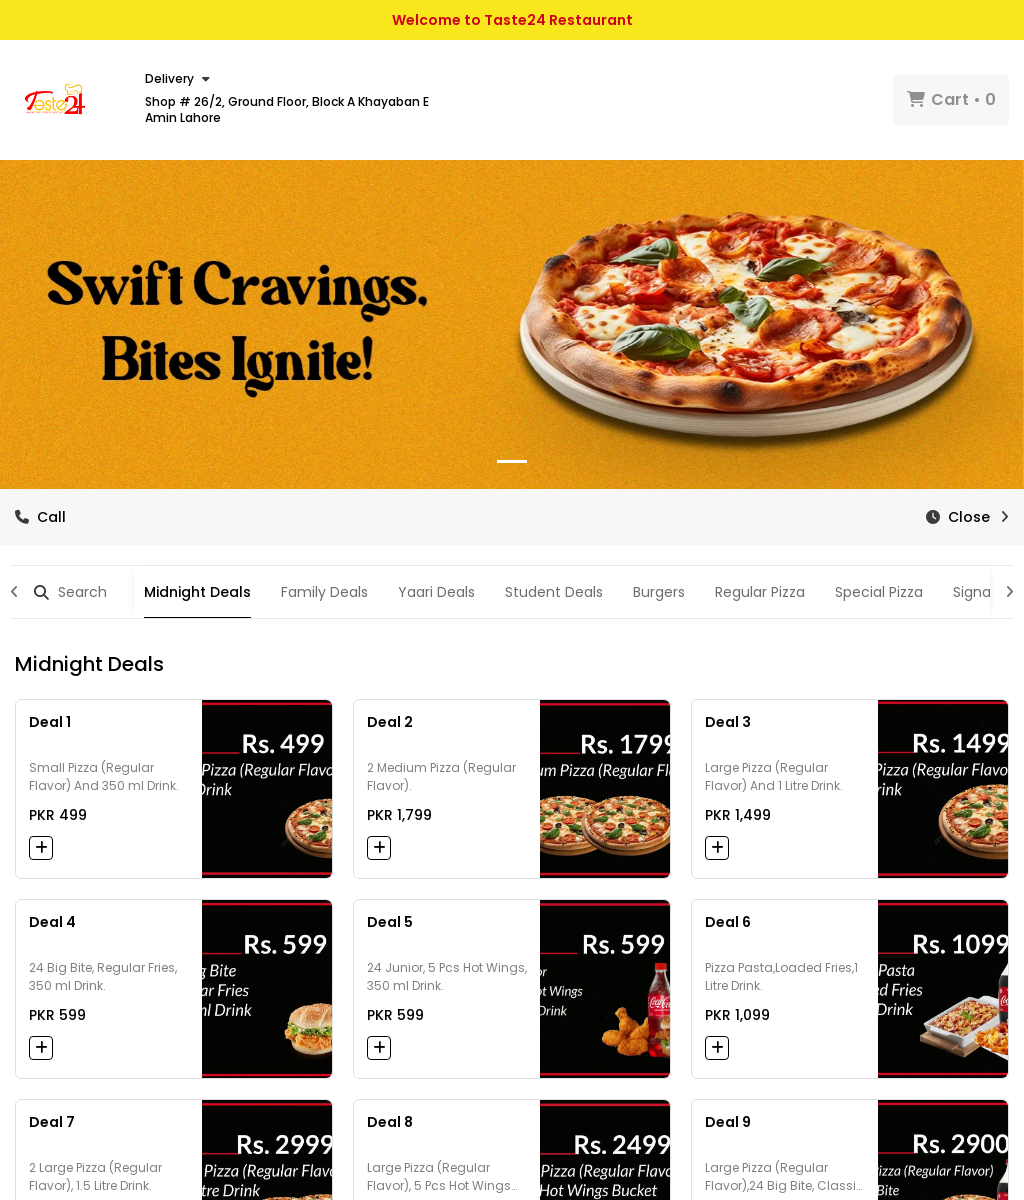 Welcome to Taste24 Restaurant
Taste 24
Delivery
Shop # 26/2, Ground Floor, Block A Khayaban E
Amin Lahore
Cart • 0
Swift Cravings,
Bites Ignite!
Call
Close
Search
Midnight Deals
Family Deals
Yaari Deals
Student Deals
Burgers
Regular Pizza
Special Pizza
Signa
Midnight Deals
Deal 1
Small Pizza (Regular
Flavor) And 350 ml Drink.
PKR 499
Rs. 499
Pizza (Regular Flavo
Drink
Deal 2
2 Medium Pizza (Regular
Flavor).
PKR 1,799
Rs. 1799
um Pizza (Regular Fl
Deal 3
Large Pizza (Regular
Flavor) And 1 Litre Drink.
PKR 1,499
Rs. 1499
Pizza (Regular Flavo
rink
Deal 4
24 Big Bite, Regular Fries,
350 ml Drink.
PKR 599
Rs. 599
g Bite
ar Fries
ml Drink
Deal 5
24 Junior, 5 Pcs Hot Wings,
350 ml Drink.
PKR 599
Rs. 599
or
ot Wings
Drink
Coca-Cola
Deal 6
Pizza Pasta,Loaded Fries,1
Litre Drink.
PKR 1,099
Rs. 1099
Pasta
ed Fries
Drink
Deal 7
2 Large Pizza (Regular
Flavor), 1.5 Litre Drink.
Rs. 2999
Pizza (Regular Flavo
tre Drink
Deal 8
Large Pizza (Regular
Flavor), 5 Pcs Hot Wings…
Rs. 2499
Pizza (Regular Flavo
Hot Wings Bucket
Deal 9
Large Pizza (Regular
Flavor),24 Big Bite, Classi…
Rs. 2900
Pizza (Regular Flavor)
Bite